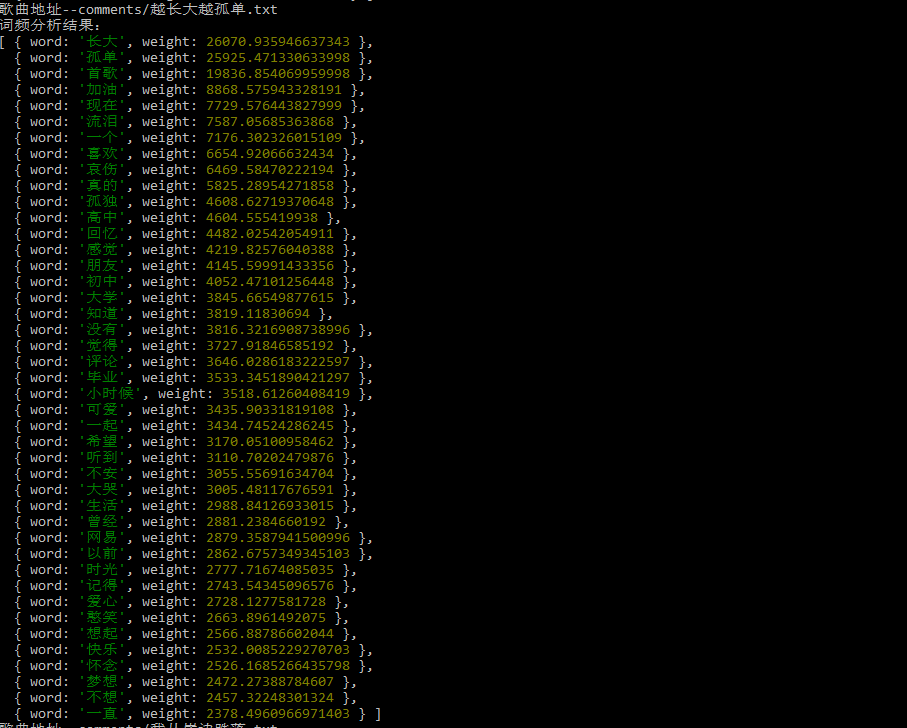 歌曲地址--comments/越长大越孤单.txt
词频分析结果：
[ { word: '长大', weight: 26070.935946637343 },
{ word: '孤单', weight: 25925.471330633998 },
{ word: '首歌', weight: 19836.854069959998 },
{ word: '加油', weight: 8868.575943328191 },
{ word: '现在', weight: 7729.576443827999 },
{ word: '流泪', weight: 7587.05685363868 },
{ word: '一个', weight: 7176.302326015109 },
{ word: '喜欢', weight: 6654.92066632434 },
{ word: '哀伤', weight: 6469.58470222194 },
{ word: '真的', weight: 5825.28954271858 },
{ word: '孤独', weight: 4608.62719370648 },
{ word: '高中', weight: 4604.555419938 },
{ word: '回忆', weight: 4482.02542054911 },
{ word: '感觉', weight: 4219.82576040388 },
{ word: '朋友', weight: 4145.59991433356 },
{ word: '初中', weight: 4052.47101256448 },
{ word: '大学', weight: 3845.66549877615 },
{ word: '知道', weight: 3819.11830694 },
{ word: '没有', weight: 3816.3216908738996 },
{ word: '觉得', weight: 3727.91846585192 },
{ word: '评论', weight: 3646.0286183222597 },
{ word: '毕业', weight: 3533.3451890421297 },
{ word: '小时候', weight: 3518.61260408419 },
{ word: '可爱', weight: 3435.90331819108 },
{ word: '一起', weight: 3434.74524286245 },
{ word: '希望', weight: 3170.05100958462 },
{ word: '听到', weight: 3110.70202479876 },
{ word: '不安', weight: 3055.55691634704 },
{ word: '大哭', weight: 3005.48117676591 },
{ word: '生活', weight: 2988.84126933015 },
{ word: '曾经', weight: 2881.2384660192 },
{ word: '网易', weight: 2879.3587941500996 },
{ word: '以前', weight: 2862.6757349345103 },
{ word: '时光', weight: 2777.71674085035 },
{ word: '记得', weight: 2743.54345096576 },
{ word: '爱心', weight: 2728.1277581728 },
{ word: '憨笑', weight: 2663.8961492075 },
{ word: '想起', weight: 2566.88786602044 },
{ word: '快乐', weight: 2532.0085229270703 },
{ word: '怀念', weight: 2526.1685266435798 },
{ word: '梦想', weight: 2472.27388784607 },
{ word: '不想', weight: 2457.32248301324 },
{ word: '一直', weight: 2378.4960966971403 } ]